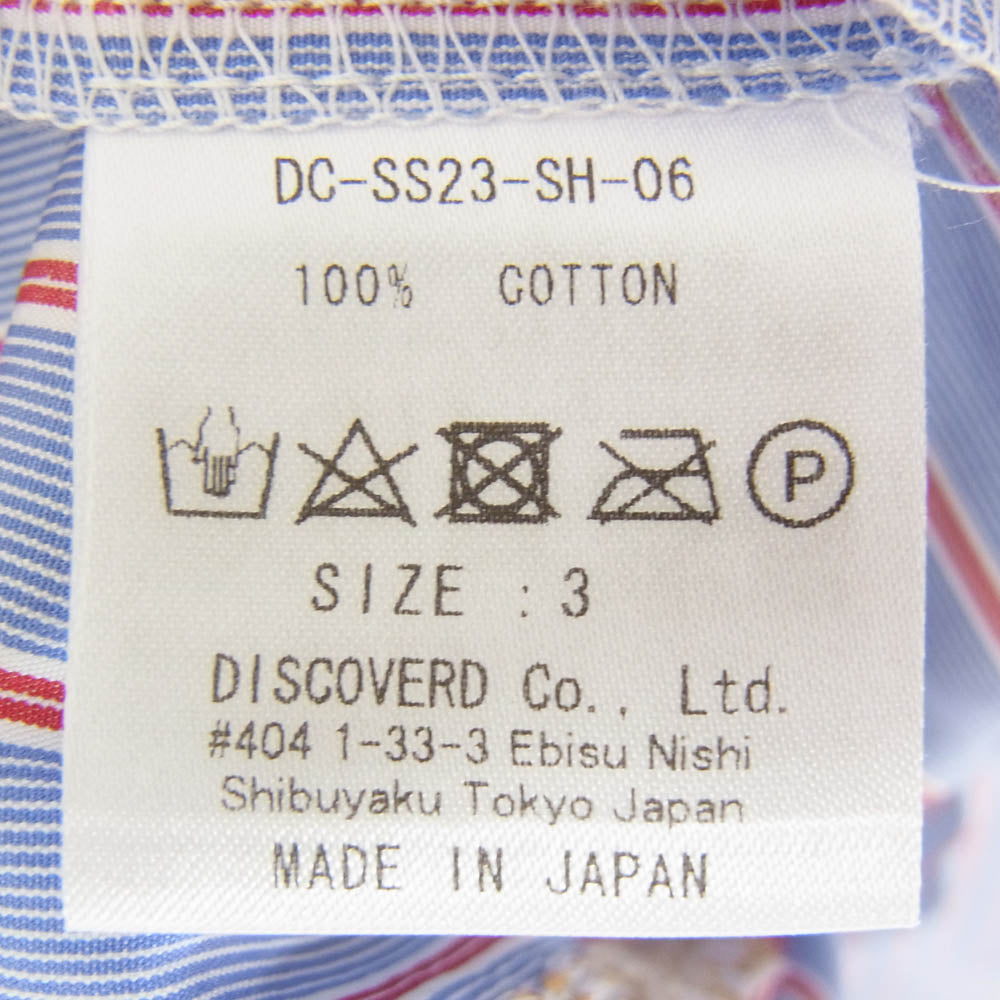 DC-SS23-SH-06
100% COTTON
P
SIZE : 3
DISCOVERD Co., Ltd.
#404 1-33-3 Ebisu Nishi
Shibuyaku Tokyo Japan
MADE IN JAPAN